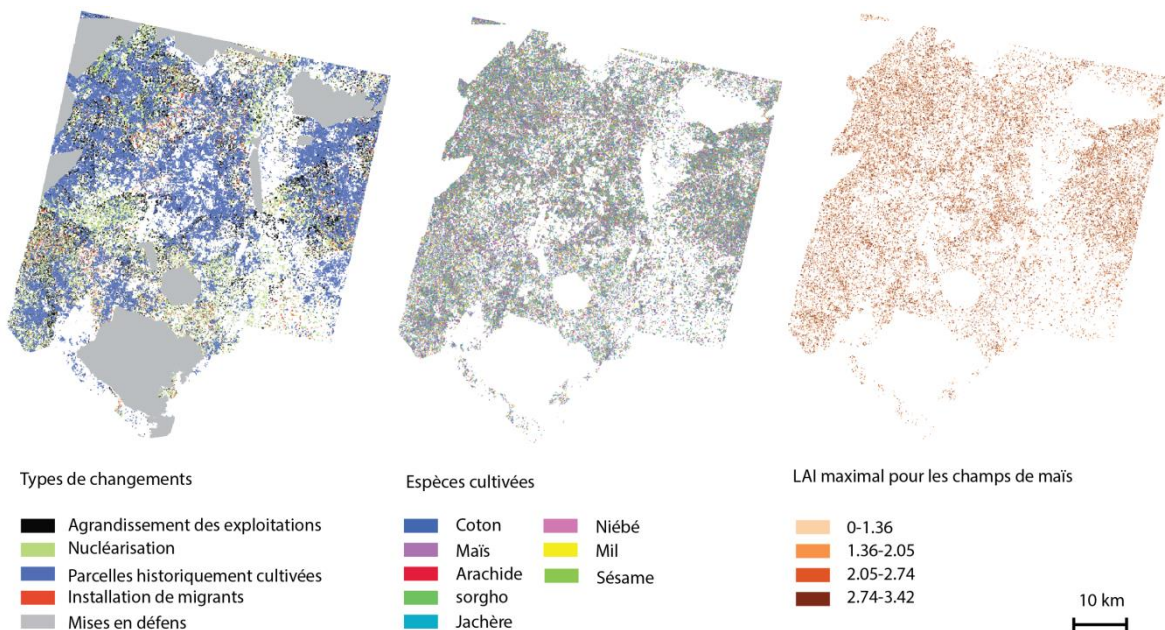 Types de changements
Agrandissement des exploitations
Nucléarisation
Parcelles historiquement cultivées
Installation de migrants
Mises en défens
Espèces cultivées
Coton
Maïs
Arachide
sorgho
Jachère
Niébé
Mil
Sésame
LAI maximal pour les champs de maïs
0-1.36
1.36-2.05
2.05-2.74
2.74-3.42
10 km